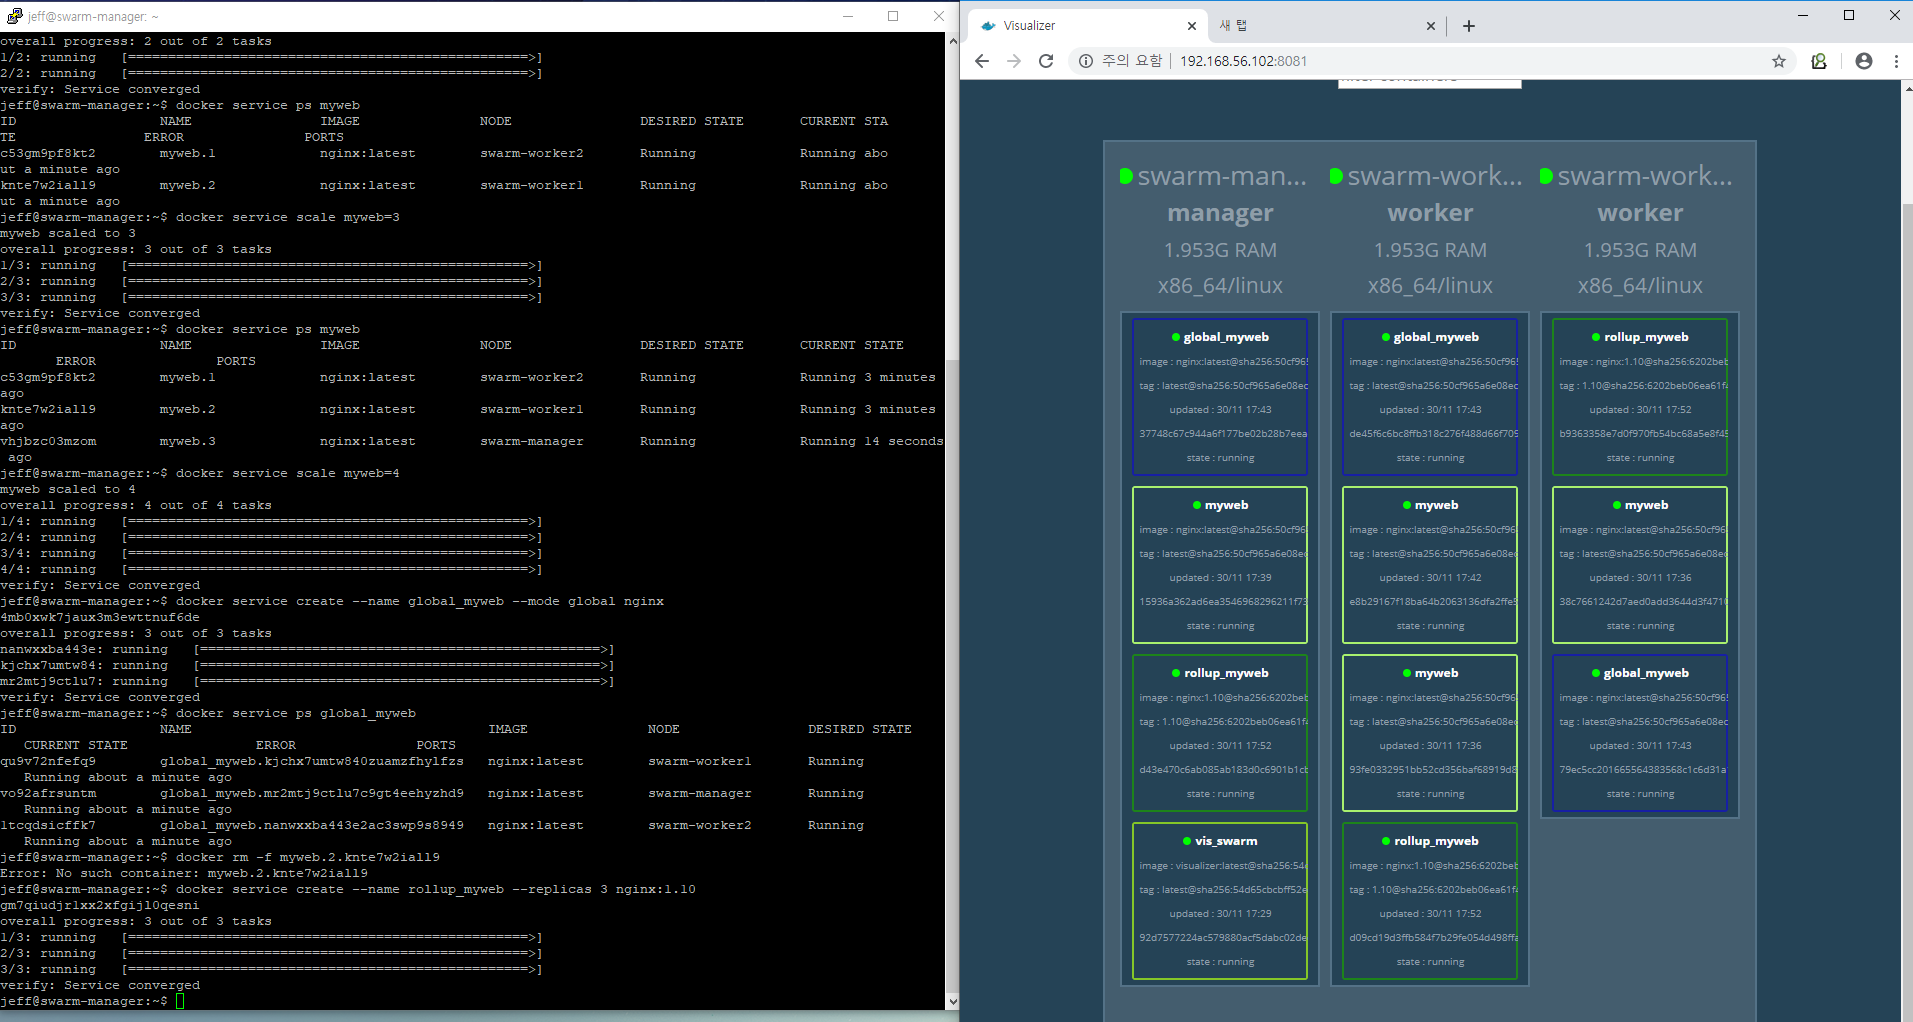 jeff@swarm-manager: ~
overall progress: 2 out of 2 tasks
1/2: running   [==================================================>]
2/2: running   [==================================================>]
verify: Service converged
jeff@swarm-manager:~$ docker service ps myweb
ID                  NAME                IMAGE               NODE                DESIRED STATE       CURRENT STA
TE                ERROR               PORTS
c53gm9pf8kt2        myweb.1             nginx:latest        swarm-worker2       Running             Running abo
ut a minute ago
knte7w2iall9        myweb.2             nginx:latest        swarm-worker1       Running             Running abo
ut a minute ago
jeff@swarm-manager:~$ docker service scale myweb=3
myweb scaled to 3
overall progress: 3 out of 3 tasks
1/3: running   [==================================================>]
2/3: running   [==================================================>]
3/3: running   [==================================================>]
verify: Service converged
jeff@swarm-manager:~$ docker service ps myweb
ID                  NAME                IMAGE               NODE                DESIRED STATE       CURRENT STATE
       ERROR               PORTS
c53gm9pf8kt2        myweb.1             nginx:latest        swarm-worker2       Running             Running 3 minutes
ago
knte7w2iall9        myweb.2             nginx:latest        swarm-worker1       Running             Running 3 minutes
ago
vhjbzc03mzom        myweb.3             nginx:latest        swarm-manager       Running             Running 14 seconds
 ago
jeff@swarm-manager:~$ docker service scale myweb=4
myweb scaled to 4
overall progress: 4 out of 4 tasks
1/4: running   [==================================================>]
2/4: running   [==================================================>]
3/4: running   [==================================================>]
4/4: running   [==================================================>]
verify: Service converged
jeff@swarm-manager:~$ docker service create --name global_myweb --mode global nginx
4mb0xwk7jaux3m3ewttnuf6de
overall progress: 3 out of 3 tasks
nanwxxba443e: running   [==================================================>]
kjchx7umtw84: running   [==================================================>]
mr2mtj9ctlu7: running   [==================================================>]
verify: Service converged
jeff@swarm-manager:~$ docker service ps global_myweb
ID                  NAME                                     IMAGE               NODE                DESIRED STATE
   CURRENT STATE                ERROR               PORTS
qu9v72nfefq9        global_myweb.kjchx7umtw840zuamzfhylfzs   nginx:latest        swarm-worker1       Running
   Running about a minute ago
vo92afrsuntm        global_myweb.mr2mtj9ctlu7c9gt4eehyzhd9   nginx:latest        swarm-manager       Running
   Running about a minute ago
1tcqdsicffk7        global_myweb.nanwxxba443e2ac3swp9s8949   nginx:latest        swarm-worker2       Running
   Running about a minute ago
jeff@swarm-manager:~$ docker rm -f myweb.2.knte7w2iall9
Error: No such container: myweb.2.knte7w2iall9
jeff@swarm-manager:~$ docker service create --name rollup_myweb --replicas 3 nginx:1.10
gm7qiudjrlxx2xfgijl0qesni
overall progress: 3 out of 3 tasks
1/3: running   [==================================================>]
2/3: running   [==================================================>]
3/3: running   [==================================================>]
verify: Service converged
jeff@swarm-manager:~$
Visualizer
새 탭
주의 요함
192.168.56.102:8081
swarm-man...
manager
1.953G RAM
x86_64/linux
global_myweb
image : nginx:latest@sha256:50cf965
tag : latest@sha256:50cf965a6e08ec
updated : 30/11 17:43
37748c67c944a6f177be02b28b7eea
state : running
myweb
image : nginx:latest@sha256:50cf96
tag : latest@sha256:50cf965a6e08ec
updated : 30/11 17:39
15936a362ad6ea3546968296211f73
state : running
rollup_myweb
image : nginx:1.10@sha256:6202beb
tag : 1.10@sha256:6202beb06ea61f
updated : 30/11 17:52
d43e470c6ab085ab183d0c6901b1cb
state : running
vis_swarm
image : visualizer:latest@sha256:54
tag : latest@sha256:54d65cbcbff52e
updated : 30/11 17:29
92d7577224ac579880acf5dabc02de
state : running
swarm-work...
worker
1.953G RAM
x86_64/linux
global_myweb
image : nginx:latest@sha256:50cf965
tag : latest@sha256:50cf965a6e08ec
updated : 30/11 17:43
de45f6c6bc8ffb318c276f488d66f705
state : running
myweb
image : nginx:latest@sha256:50cf96
tag : latest@sha256:50cf965a6e08ec
updated : 30/11 17:42
e8b29167f18ba64b2063136dfa2ffe5
state : running
myweb
image : nginx:latest@sha256:50cf96
tag : latest@sha256:50cf965a6e08ec
updated : 30/11 17:36
93fe0332951bb52cd356baf68919d8
state : running
rollup_myweb
image : nginx:1.10@sha256:6202beb
tag : 1.10@sha256:6202beb06ea61f
updated : 30/11 17:52
d09cd19d3ffb584f7b29fe054d498ffa
state : running
swarm-work...
worker
1.953G RAM
x86_64/linux
rollup_myweb
image : nginx:1.10@sha256:6202beb
tag : 1.10@sha256:6202beb06ea61f
updated : 30/11 17:52
b9363358e7d0f970fb54bc68a5e8f45
state : running
myweb
image : nginx:latest@sha256:50cf96
tag : latest@sha256:50cf965a6e08ec
updated : 30/11 17:36
38c7661242d7aed0add3644d3f4710
state : running
global_myweb
image : nginx:latest@sha256:50cf965
tag : latest@sha256:50cf965a6e08ec
updated : 30/11 17:43
79ec5cc201665564383568c1c6d31a
state : running